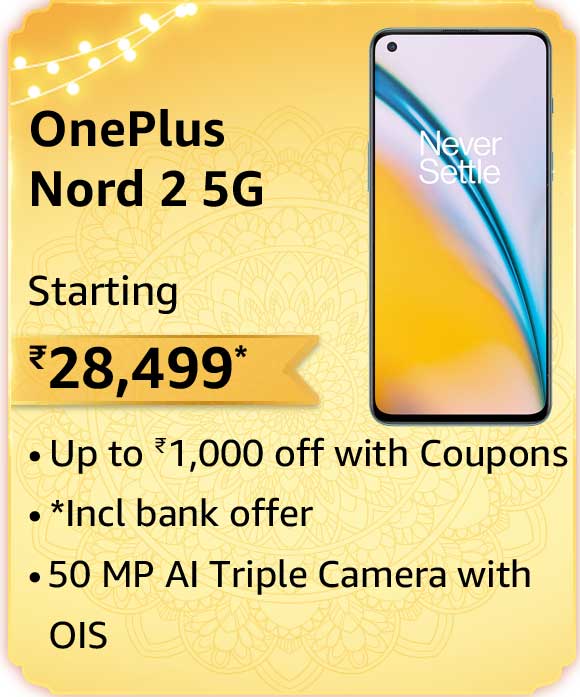 OnePlus
Nord 2 5G
Never
Settle
Starting
₹28,499*
• Up to ₹1,000 off with Coupons
• *Incl bank offer
• 50 MP AI Triple Camera with
OIS